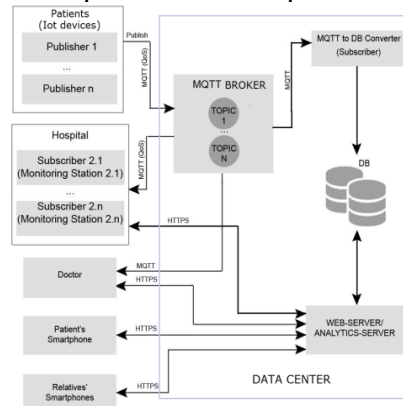 Patients
(Iot devices)
Publisher 1
...
Publisher n
Publish
MQTT (QoS)
MQTT BROKER
TOPIC
1
...
TOPIC
N
MQTT
MQTT to DB Converter
(Subscriber)
DB
Hospital
Subscriber 2.1
(Monitoring Station 2.1)
...
Subscriber 2.n
(Monitoring Station 2.n)
MQTT (QoS)
HTTPS
Doctor
MQTT
HTTPS
Patient's
Smartphone
HTTPS
WEB-SERVER/
ANALYTICS-SERVER
Relatives'
Smartphones
HTTPS
DATA CENTER